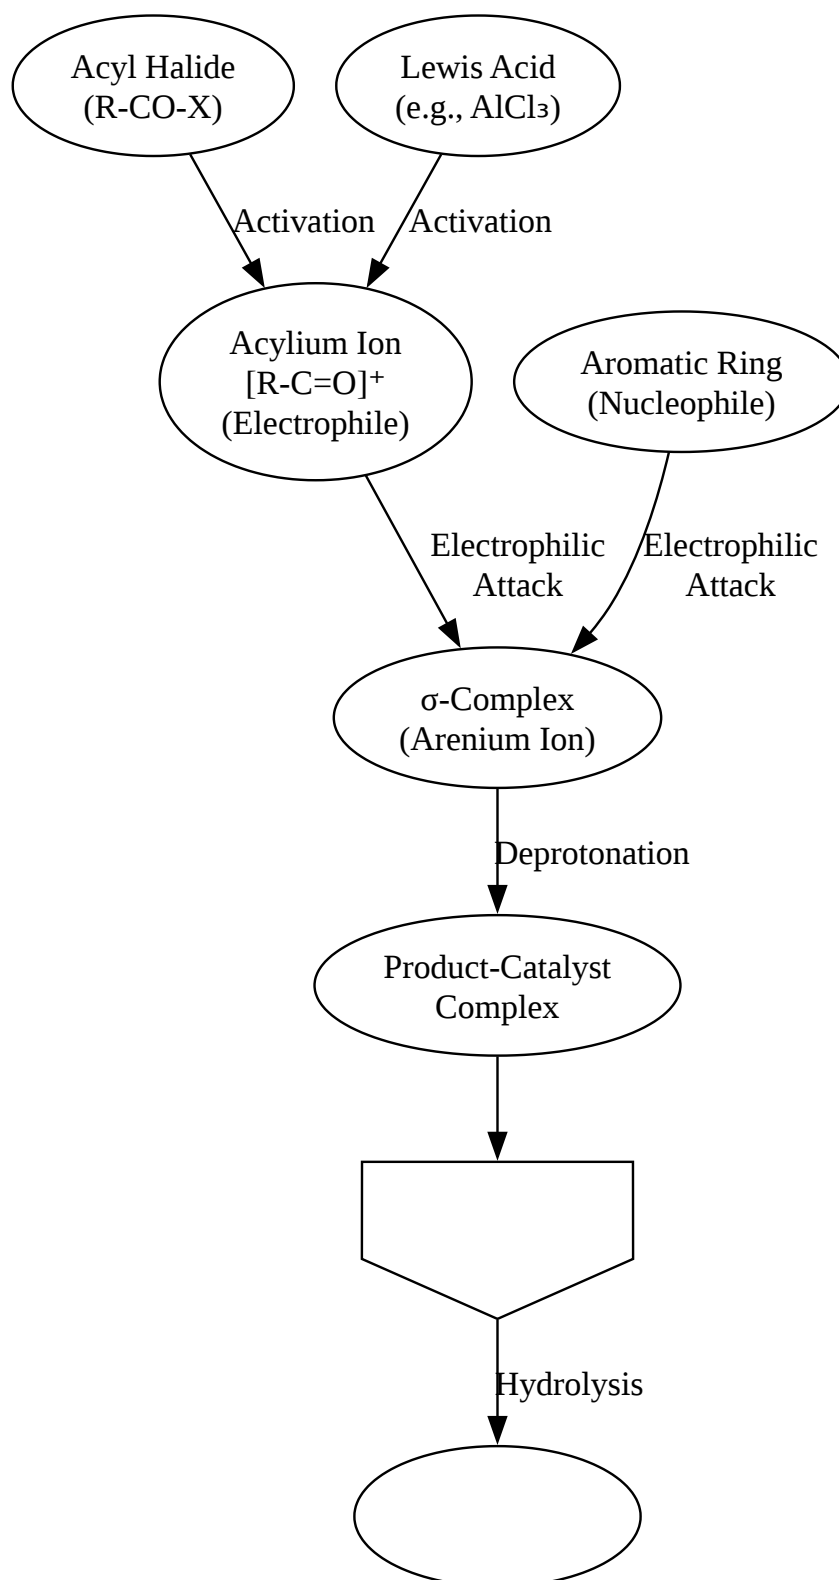 Acyl Halide
(R-CO-X)
Lewis Acid
(e.g., AlCl₃)
Activation
Activation
Acylium Ion
[R-C=O]⁺
(Electrophile)
Aromatic Ring
(Nucleophile)
Electrophilic
Attack
Electrophilic
Attack
σ-Complex
(Arenium Ion)
Deprotonation
Product-Catalyst
Complex
Hydrolysis